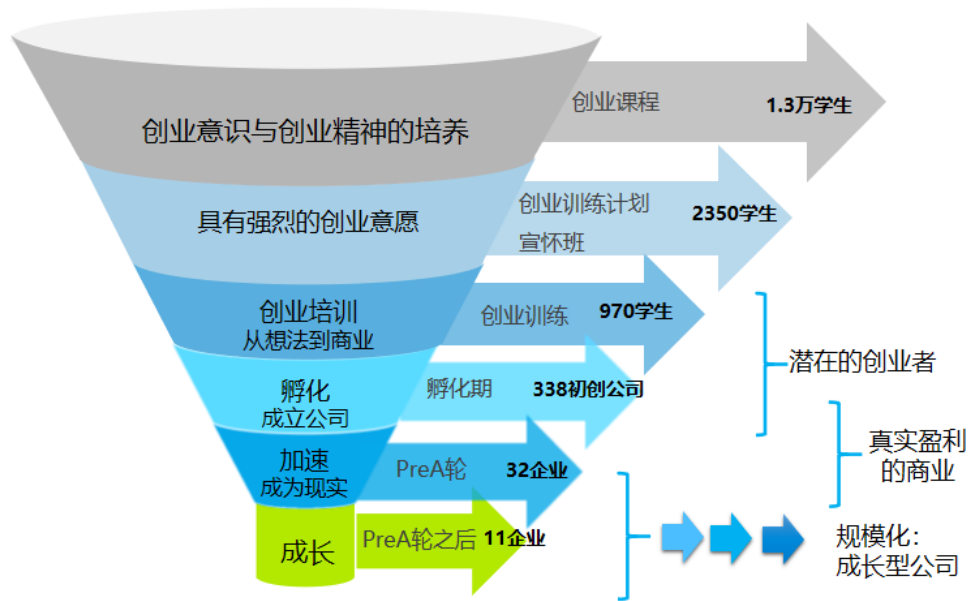 创业意识与创业精神的培养
创业课程
1.3万学生
具有强烈的创业意愿
创业训练计划
宣怀班
2350学生
创业培训
从想法到商业
创业训练
970学生
孵化
成立公司
孵化期
338初创公司
加速
成为现实
PreA轮
32企业
成长
PreA轮之后
11企业
潜在的创业者
真实盈利
的商业
规模化：
成长型公司